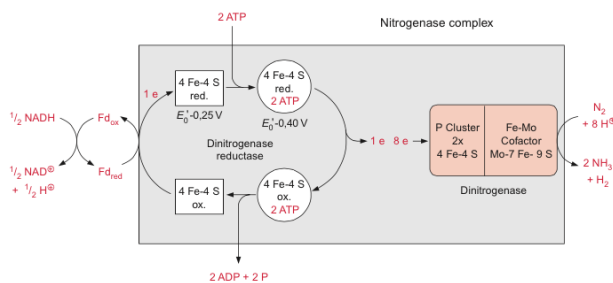 Nitrogenase complex
2 ATP
1 e
4 Fe-4 S
red.
E₀'-0,25 V
4 Fe-4 S
red.
2 ATP
E₀'-0,40 V
½ NADH
Fd_ox
½ NAD⊕
+ ½ H⊕
Fd_red
Dinitrogenase
reductase
1 e 8 e
P Cluster
2x
4 Fe-4 S
Fe-Mo
Cofactor
Mo-7 Fe- 9 S
Dinitrogenase
N₂
+ 8 H⊕
2 NH₃
+ H₂
4 Fe-4 S
ox.
4 Fe-4 S
ox.
2 ATP
2 ADP + 2 P